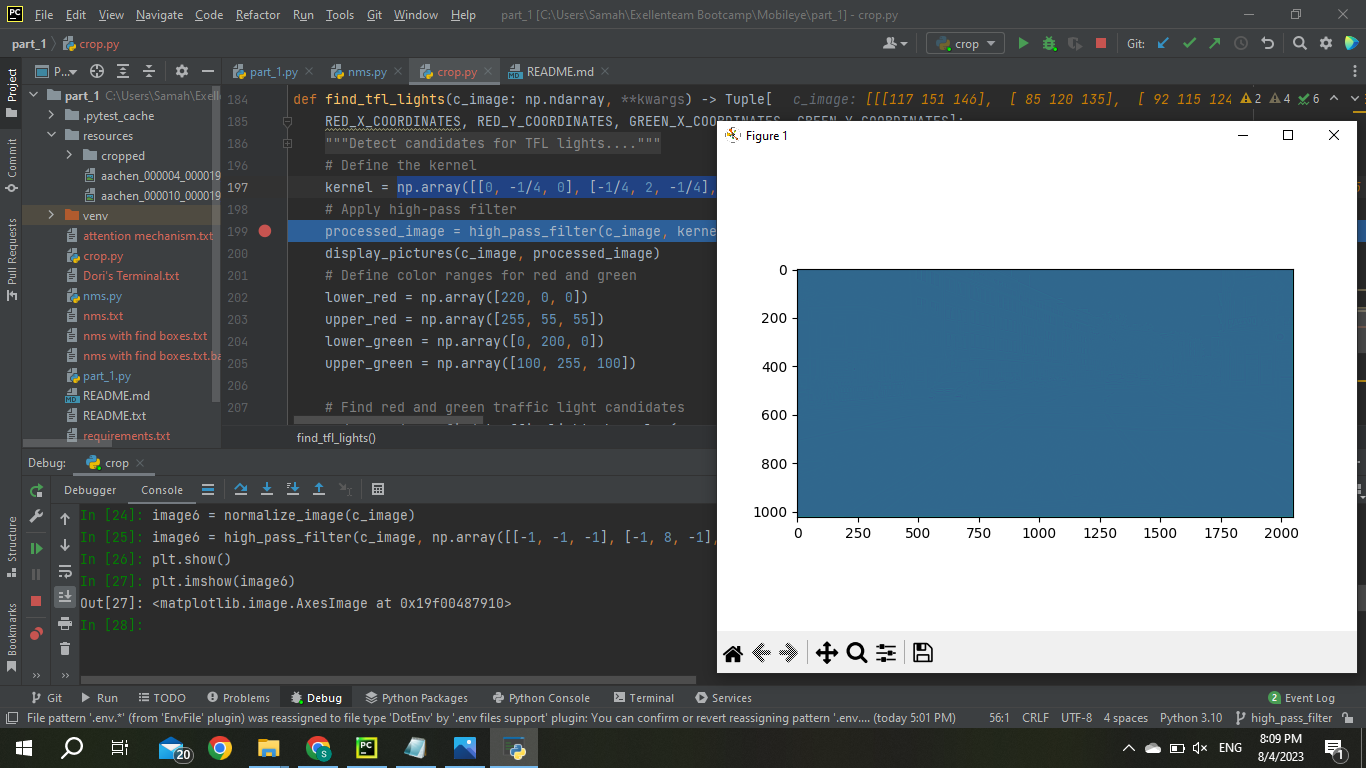 PC File Edit View Navigate Code Refactor Run Tools Git Window Help part_1 [C:\Users\Samah\Exellenteam Bootcamp\Mobileye\part_1] - crop.py
part_1 crop.py crop Git:
Project
Commit
Pull Requests
Structure
Bookmarks
P...
part_1 C:\Users\Samah\Exelle
.pytest_cache
resources
cropped
aachen_000004_000019
aachen_000010_000019
venv
attention mechanism.txt
crop.py
Dori's Terminal.txt
nms.py
nms.txt
nms with find boxes.txt
nms with find boxes.txt.ba
part_1.py
README.md
README.txt
requirements.txt
part_1.py nms.py crop.py README.md
184 def find_tfl_lights(c_image: np.ndarray, **kwargs) -> Tuple[ c_image: [[[117 151 146], [ 85 120 135], [ 92 115 124 2 4 6
185 RED_X_COORDINATES, RED_Y_COORDINATES, GREEN_X_COORDINATES, GREEN_Y_COORDINATES]:
186 """Detect candidates for TFL lights...."""
196 # Define the kernel
197 kernel = np.array([[0, -1/4, 0], [-1/4, 2, -1/4],
198 # Apply high-pass filter
199 processed_image = high_pass_filter(c_image, kerne
200 display_pictures(c_image, processed_image)
201 # Define color ranges for red and green
202 lower_red = np.array([220, 0, 0])
203 upper_red = np.array([255, 55, 55])
204 lower_green = np.array([0, 200, 0])
205 upper_green = np.array([100, 255, 100])
206
207 # Find red and green traffic light candidates
find_tfl_lights()
Figure 1
0
200
400
600
800
1000
0 250 500 750 1000 1250 1500 1750 2000
Debug: crop
Debugger Console
In [24]: image6 = normalize_image(c_image)
In [25]: image6 = high_pass_filter(c_image, np.array([[-1, -1, -1], [-1, 8, -1],
In [26]: plt.show()
In [27]: plt.imshow(image6)
Out[27]: <matplotlib.image.AxesImage at 0x19f00487910>
In [28]:
Git Run TODO Problems Debug Python Packages Python Console Terminal Services 2 Event Log
File pattern '.env.*' (from 'EnvFile' plugin) was reassigned to file type 'DotEnv' by '.env files support' plugin: You can confirm or revert reassigning pattern '.env.... (today 5:01 PM) 56:1 CRLF UTF-8 4 spaces Python 3.10 high_pass_filter
20 S PC ENG 8:09 PM
8/4/2023 1